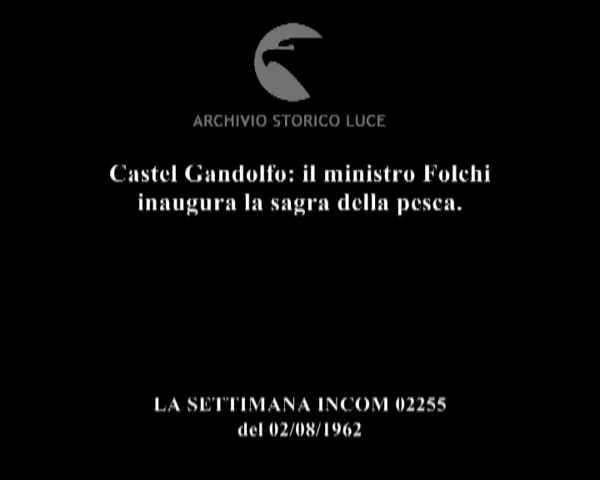 ARCHIVIO STORICO LUCE
Castel Gandolfo: il ministro Folchi
inaugura la sagra della pesca.
LA SETTIMANA INCOM 02255
del 02/08/1962